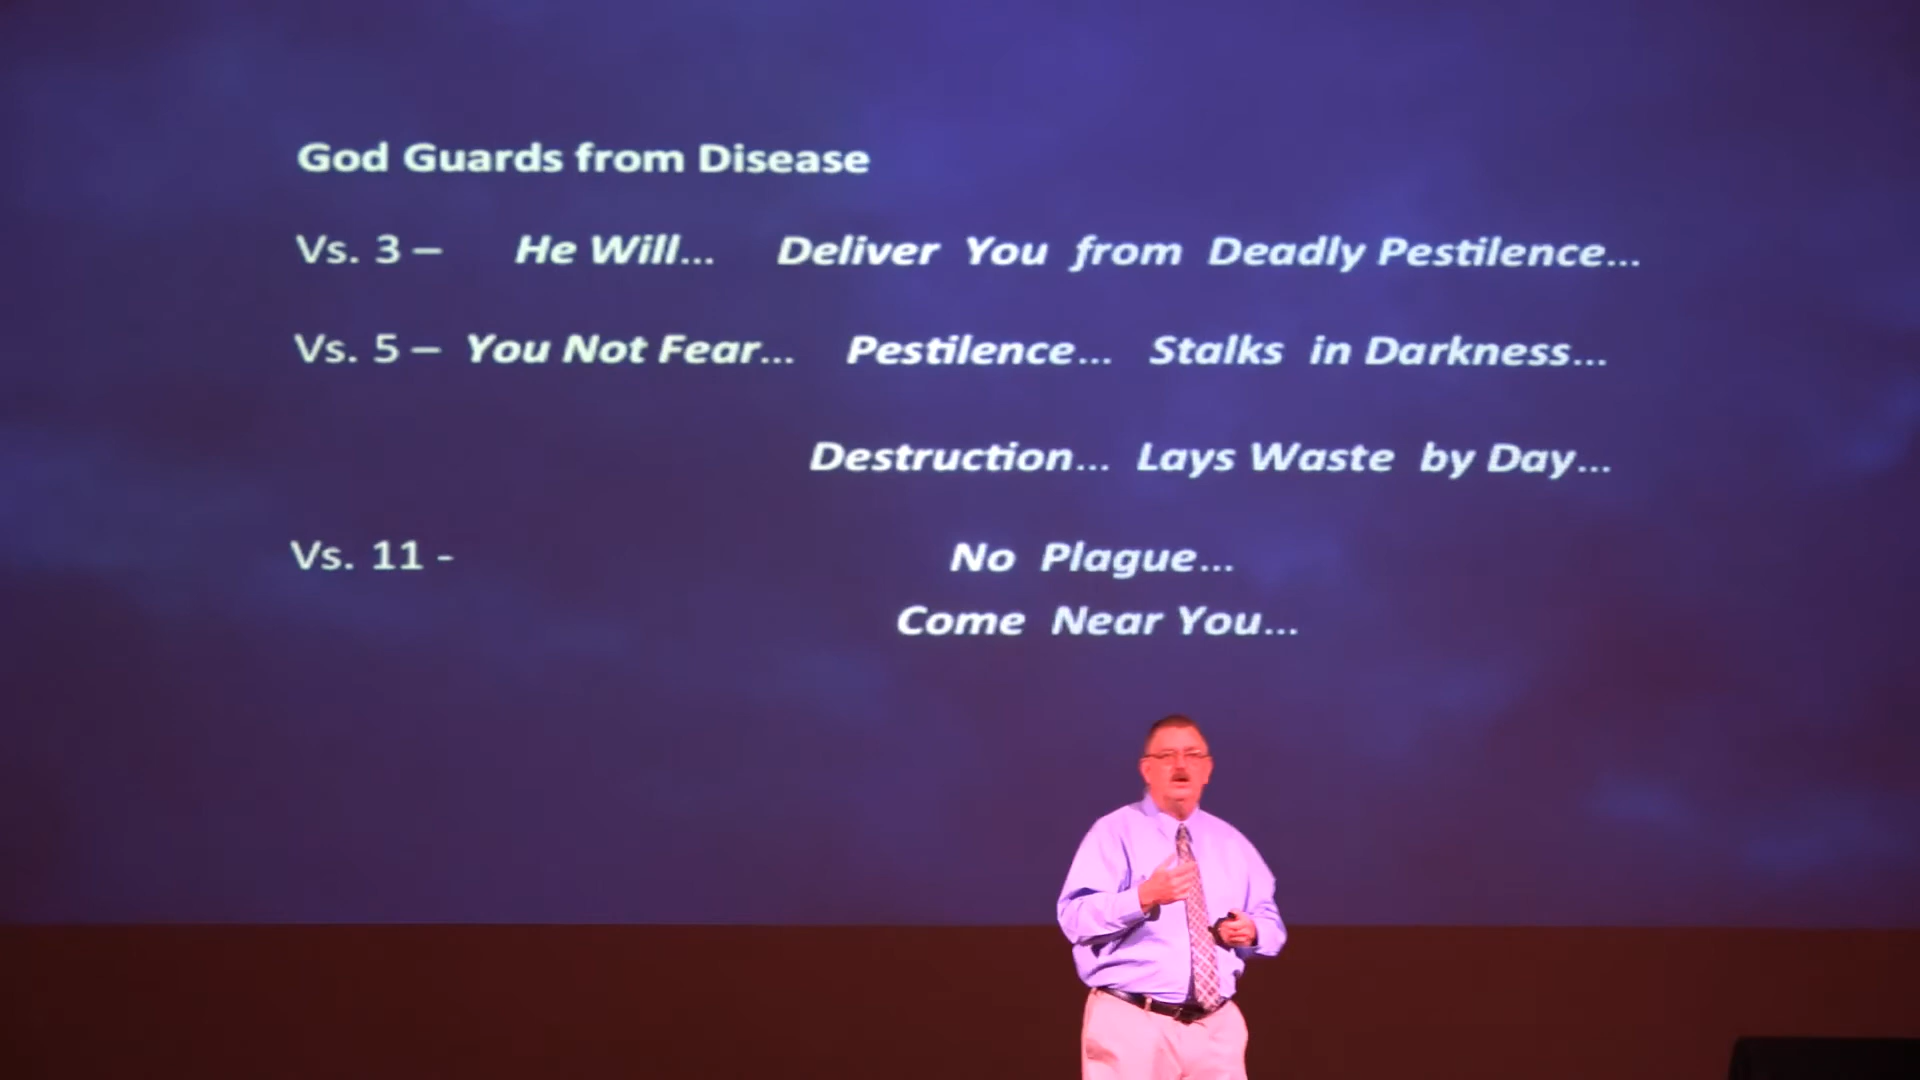 God Guards from Disease
Vs. 3 – He Will... Deliver You from Deadly Pestilence...
Vs. 5 – You Not Fear... Pestilence... Stalks in Darkness...
Destruction... Lays Waste by Day...
Vs. 11 - No Plague...
Come Near You...